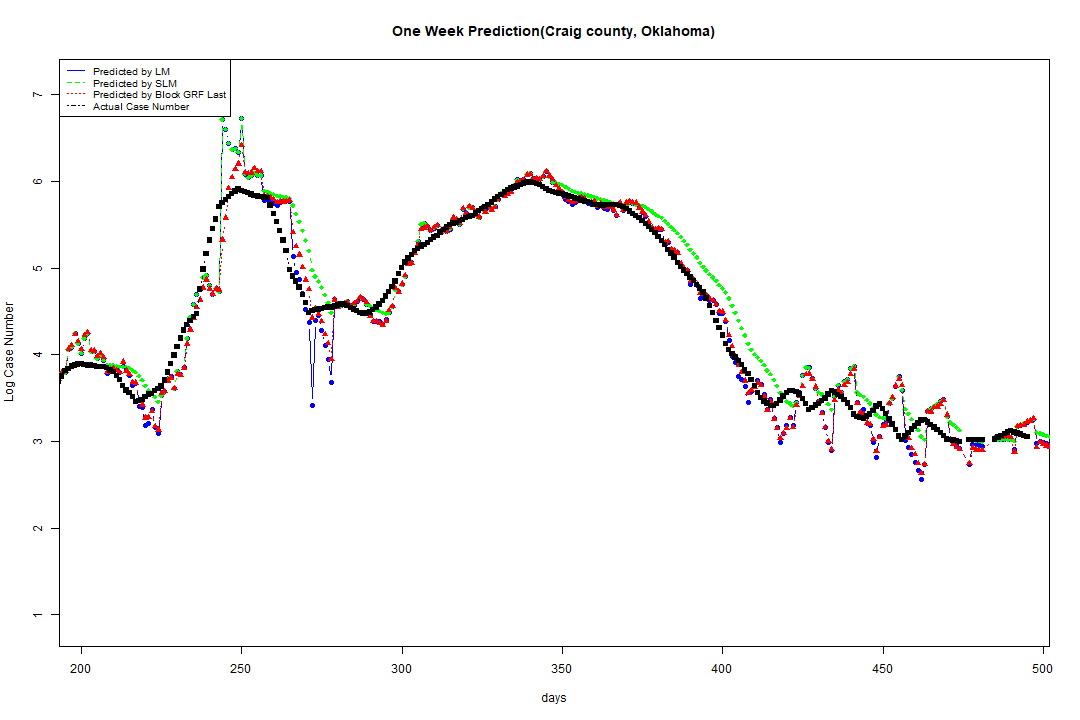 One Week Prediction(Craig county, Oklahoma)
Predicted by LM
Predicted by SLM
Predicted by Block GRF Last
Actual Case Number
7
6
5
4
3
2
1
Log Case Number
200 250 300 350 400 450 500
days